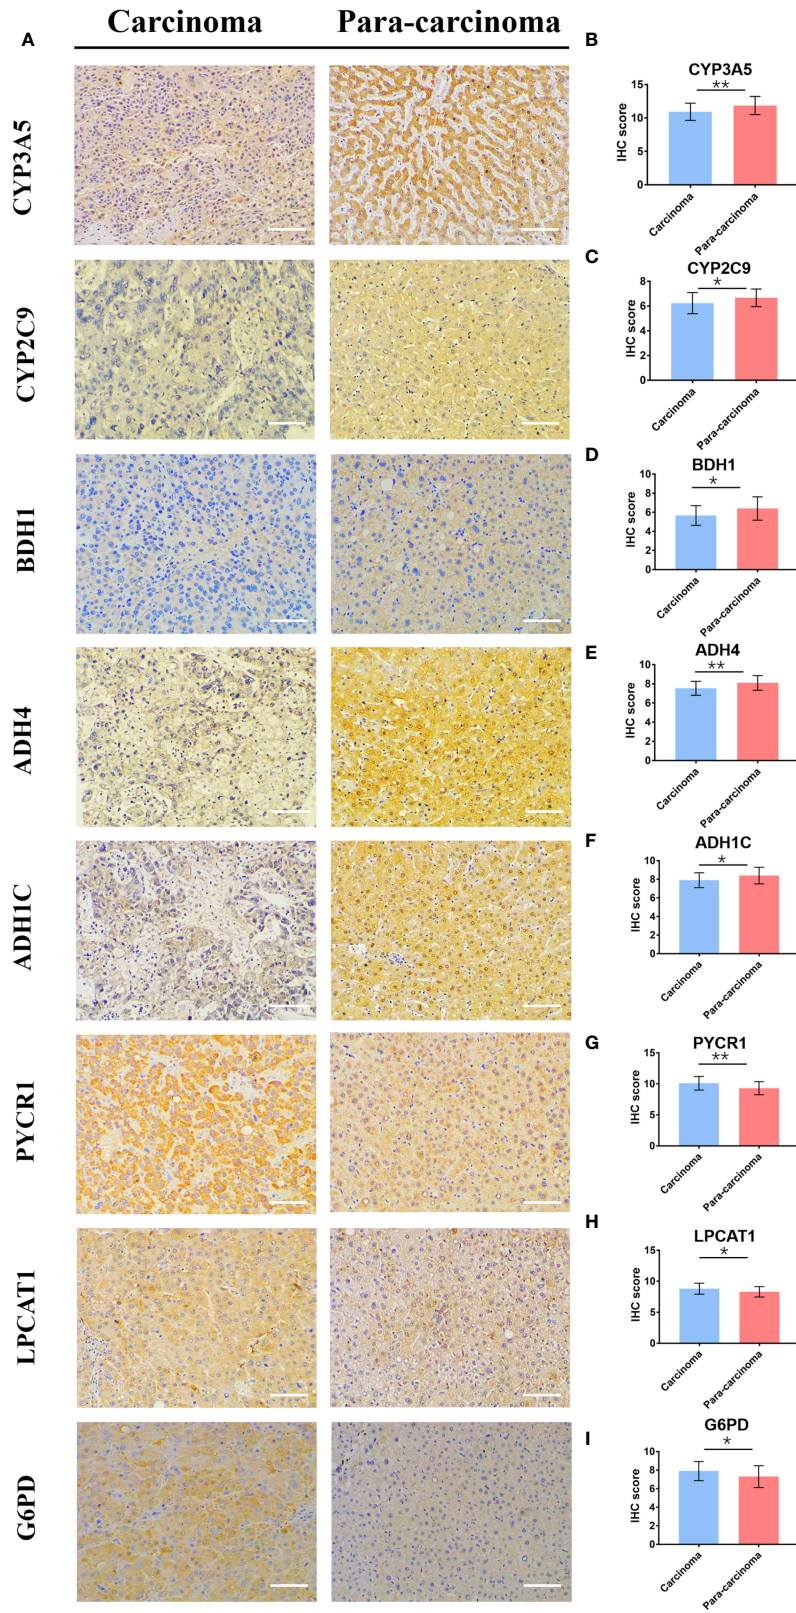 A
Carcinoma
Para-carcinoma
CYP3A5
CYP2C9
BDH1
ADH4
ADH1C
PYCR1
LPCAT1
G6PD
B
CYP3A5
**
IHC score
15
10
5
0
Carcinoma
Para-carcinoma
C
CYP2C9
*
IHC score
8
6
4
2
0
Carcinoma
Para-carcinoma
D
BDH1
*
IHC score
10
8
6
4
2
0
Carcinoma
Para-carcinoma
E
ADH4
**
IHC score
10
8
6
4
2
0
Carcinoma
Para-carcinoma
F
ADH1C
*
IHC score
10
8
6
4
2
0
Carcinoma
Para-carcinoma
G
PYCR1
**
IHC score
15
10
5
0
Carcinoma
Para-carcinoma
H
LPCAT1
*
IHC score
15
10
5
0
Carcinoma
Para-carcinoma
I
G6PD
*
IHC score
10
8
6
4
2
0
Carcinoma
Para-carcinoma